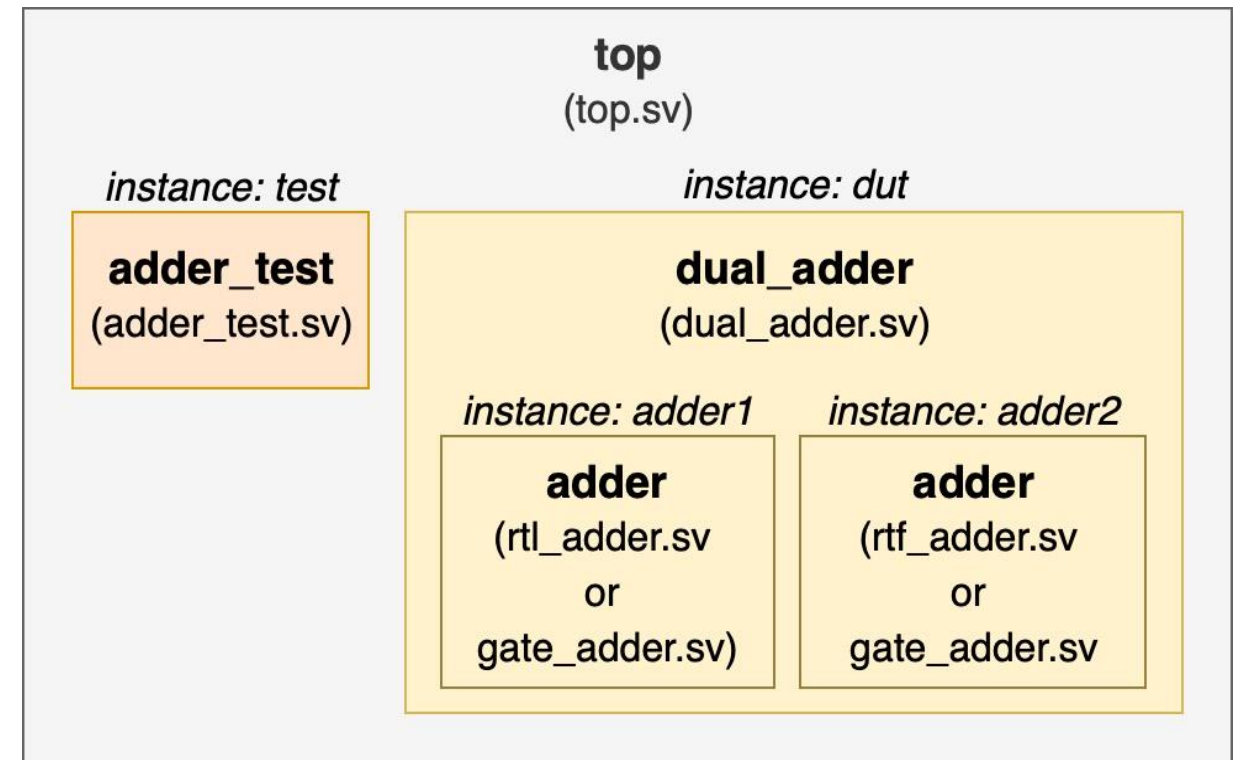 top
(top.sv)
instance: test
adder_test
(adder_test.sv)
instance: dut
dual_adder
(dual_adder.sv)
instance: adder1
adder
(rtl_adder.sv
or
gate_adder.sv)
instance: adder2
adder
(rtf_adder.sv
or
gate_adder.sv